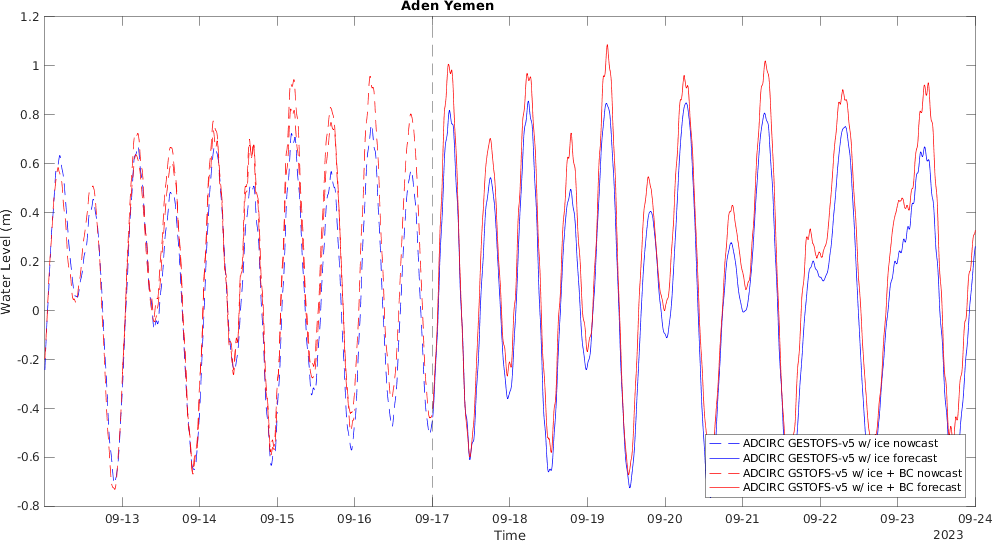 Aden Yemen
1.2
1
0.8
0.6
0.4
0.2
0
-0.2
-0.4
-0.6
-0.8
Water Level (m)
ADCIRC GESTOFS-v5 w/ ice nowcast
ADCIRC GESTOFS-v5 w/ ice forecast
ADCIRC GSTOFS-v5 w/ ice + BC nowcast
ADCIRC GSTOFS-v5 w/ ice + BC forecast
09-13 09-14 09-15 09-16 09-17 09-18 09-19 09-20 09-21 09-22 09-23 09-24
Time
2023